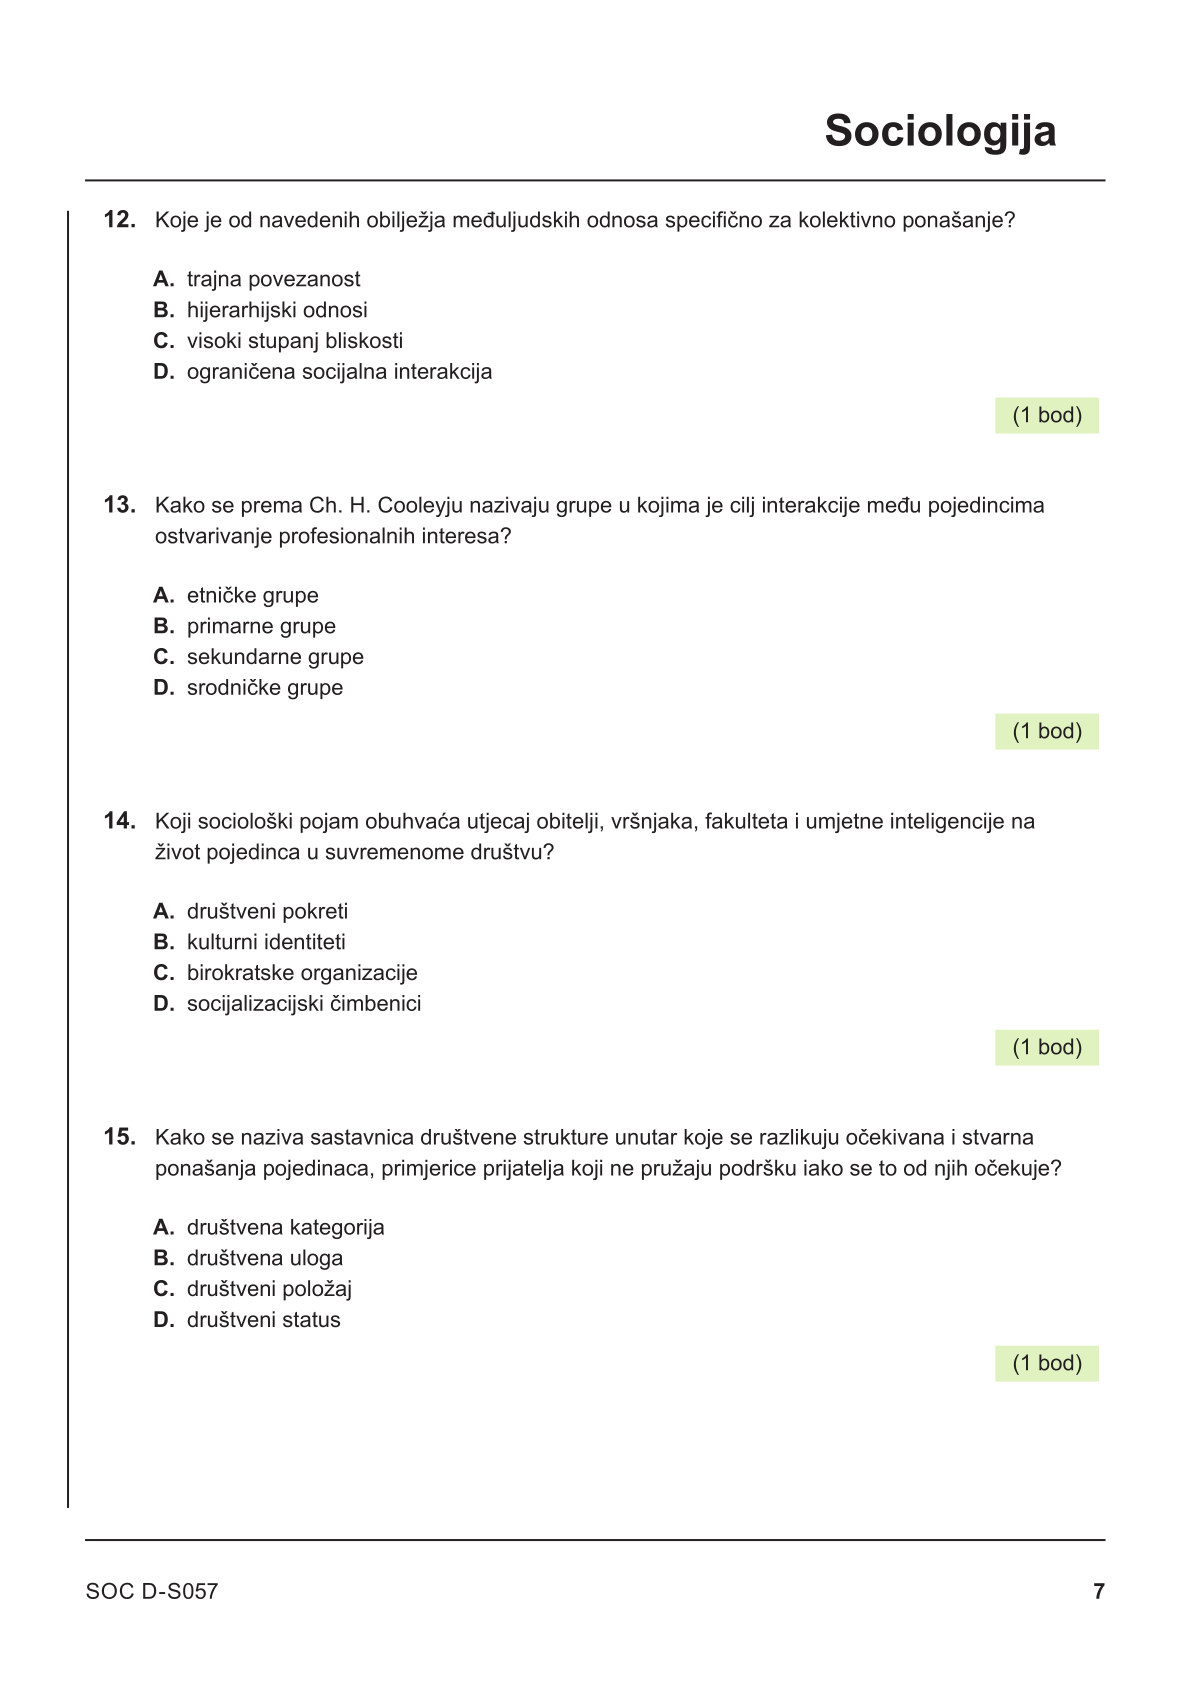 Sociologija
12. Koje je od navedenih obilježja međuljudskih odnosa specifično za kolektivno ponašanje?
A. trajna povezanost
B. hijerarhijski odnosi
C. visoki stupanj bliskosti
D. ograničena socijalna interakcija
(1 bod)
13. Kako se prema Ch. H. Cooleyju nazivaju grupe u kojima je cilj interakcije među pojedincima
ostvarivanje profesionalnih interesa?
A. etničke grupe
B. primarne grupe
C. sekundarne grupe
D. srodničke grupe
(1 bod)
14. Koji sociološki pojam obuhvaća utjecaj obitelji, vršnjaka, fakulteta i umjetne inteligencije na
život pojedinca u suvremenome društvu?
A. društveni pokreti
B. kulturni identiteti
C. birokratske organizacije
D. socijalizacijski čimbenici
(1 bod)
15. Kako se naziva sastavnica društvene strukture unutar koje se razlikuju očekivana i stvarna
ponašanja pojedinaca, primjerice prijatelja koji ne pružaju podršku iako se to od njih očekuje?
A. društvena kategorija
B. društvena uloga
C. društveni položaj
D. društveni status
(1 bod)
SOC D-S057
7